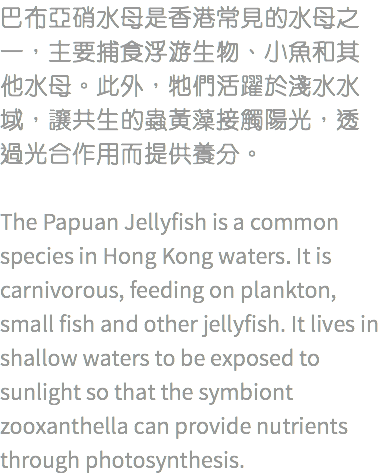 巴布亞硝水母是香港常見的水母之
一，主要捕食浮游生物、小魚和其
他水母。此外，牠們活躍於淺水水
域，讓共生的蟲黃藻接觸陽光，透
過光合作用而提供養分。
The Papuan Jellyfish is a common
species in Hong Kong waters. It is
carnivorous, feeding on plankton,
small fish and other jellyfish. It lives in
shallow waters to be exposed to
sunlight so that the symbiont
zooxanthella can provide nutrients
through photosynthesis.